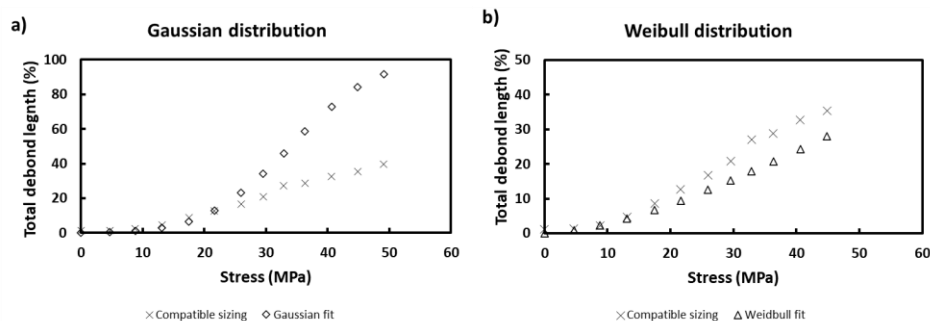 a)
Gaussian distribution
Total debond legnth (%)
100
80
60
40
20
0
0 10 20 30 40 50 60
Stress (MPa)
× Compatible sizing ◇ Gaussian fit
b)
Weibull distribution
Total debond length (%)
50
40
30
20
10
0
0 10 20 30 40 50 60
Stress (MPa)
× Compatible sizing △ Weidbull fit